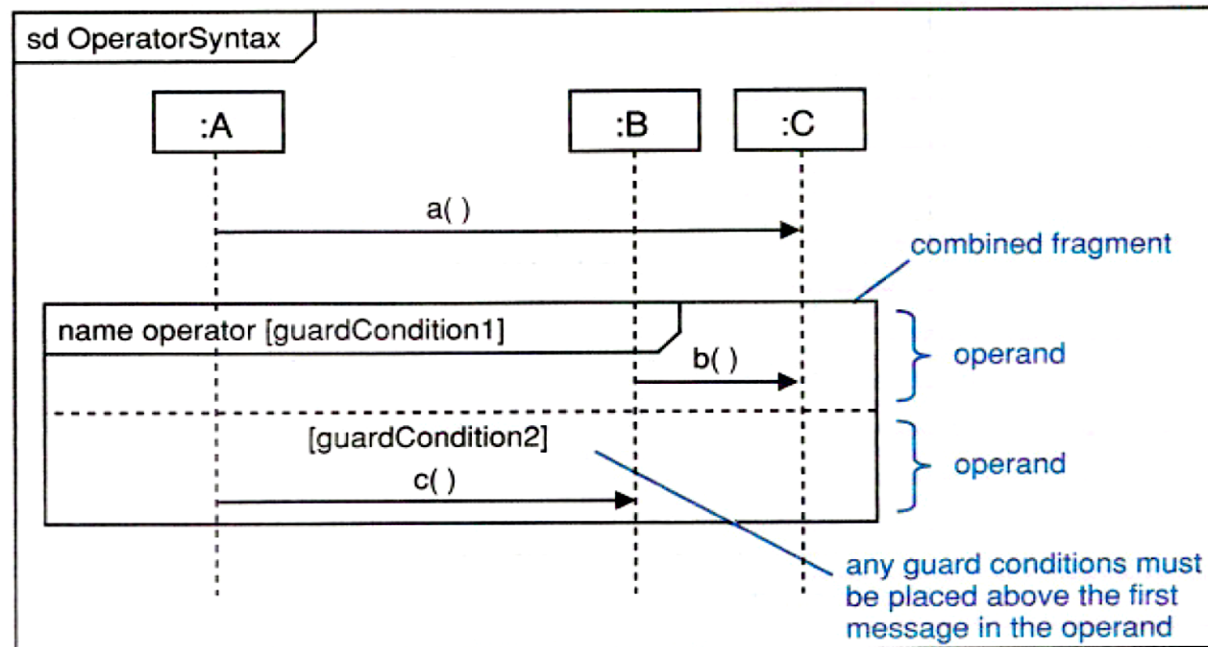 sd OperatorSyntax
:A
:B
:C
a( )
combined fragment
name operator [guardCondition1]
b( )
operand
[guardCondition2]
c( )
operand
any guard conditions must
be placed above the first
message in the operand